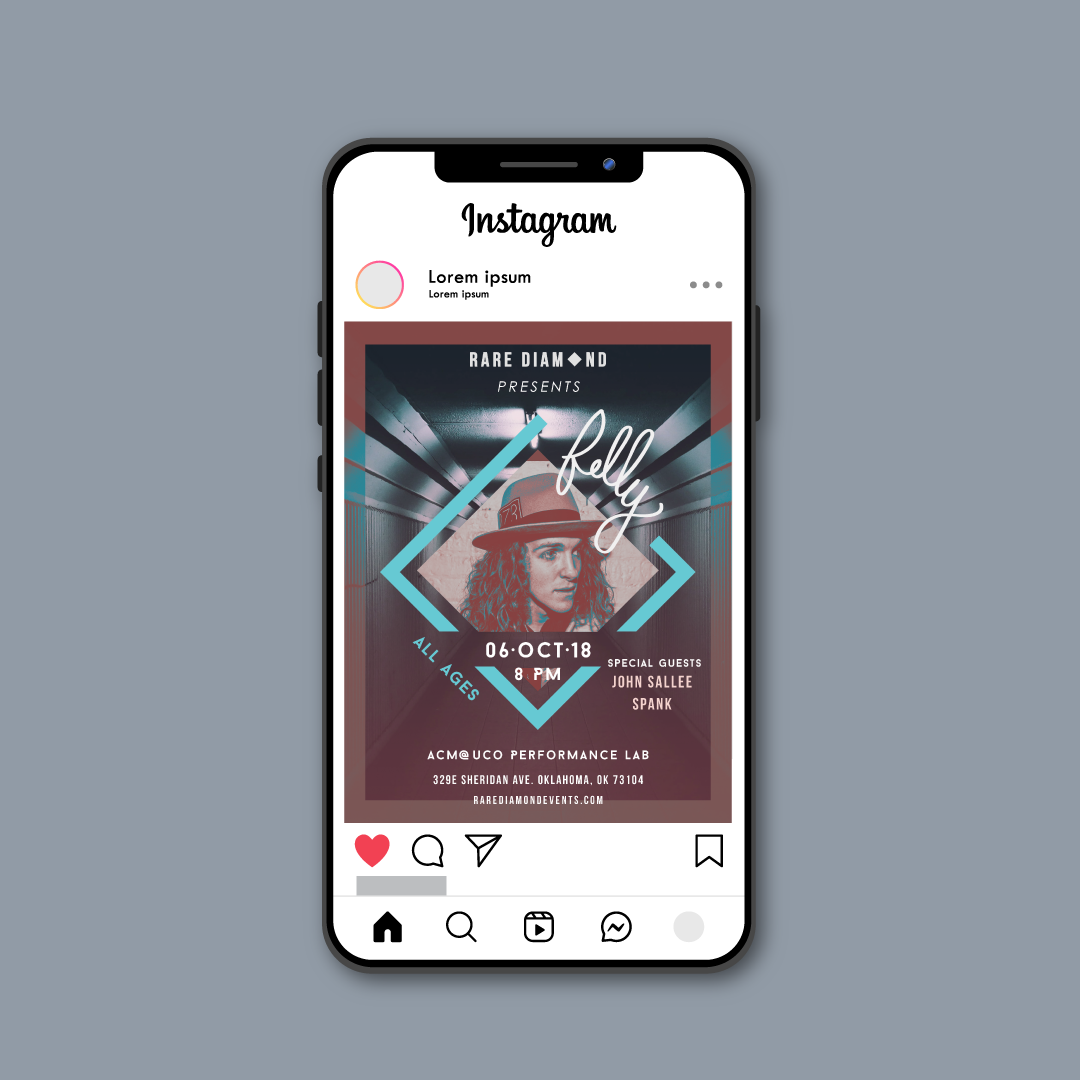 Instagram
Lorem ipsum
Lorem ipsum
RARE DIAM◆ND
PRESENTS
Relly
73
ALL AGES
06·OCT·18
8 PM
SPECIAL GUESTS
JOHN SALLEE
SPANK
ACM@UCO PERFORMANCE LAB
329E SHERIDAN AVE. OKLAHOMA, OK 73104
RAREDIAMONDEVENTS.COM